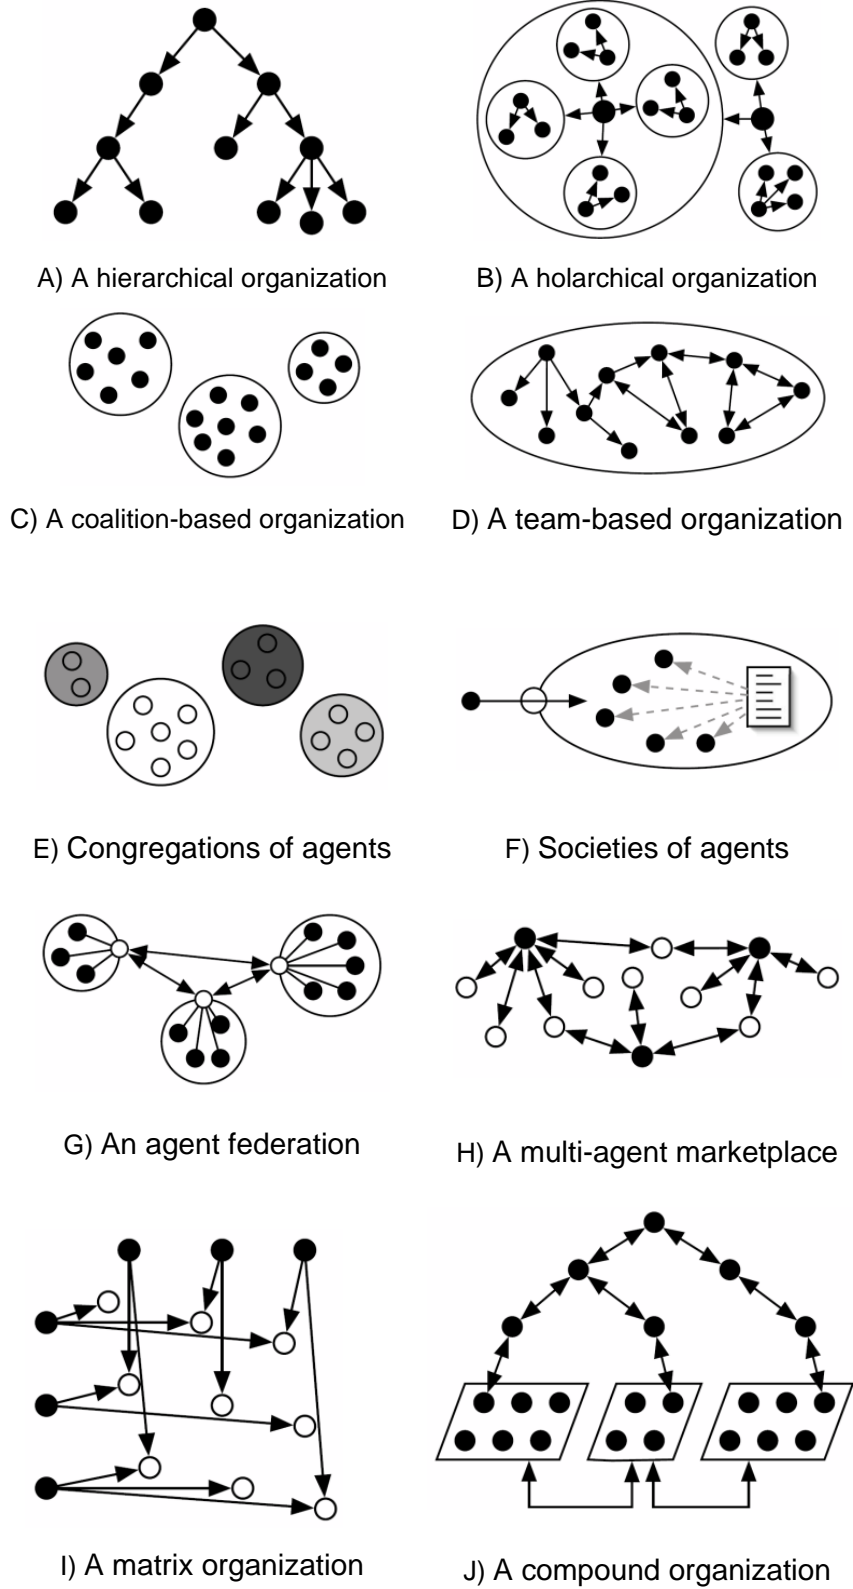 A) A hierarchical organization
B) A holarchical organization
C) A coalition-based organization
D) A team-based organization
E) Congregations of agents
F) Societies of agents
G) An agent federation
H) A multi-agent marketplace
I) A matrix organization
J) A compound organization